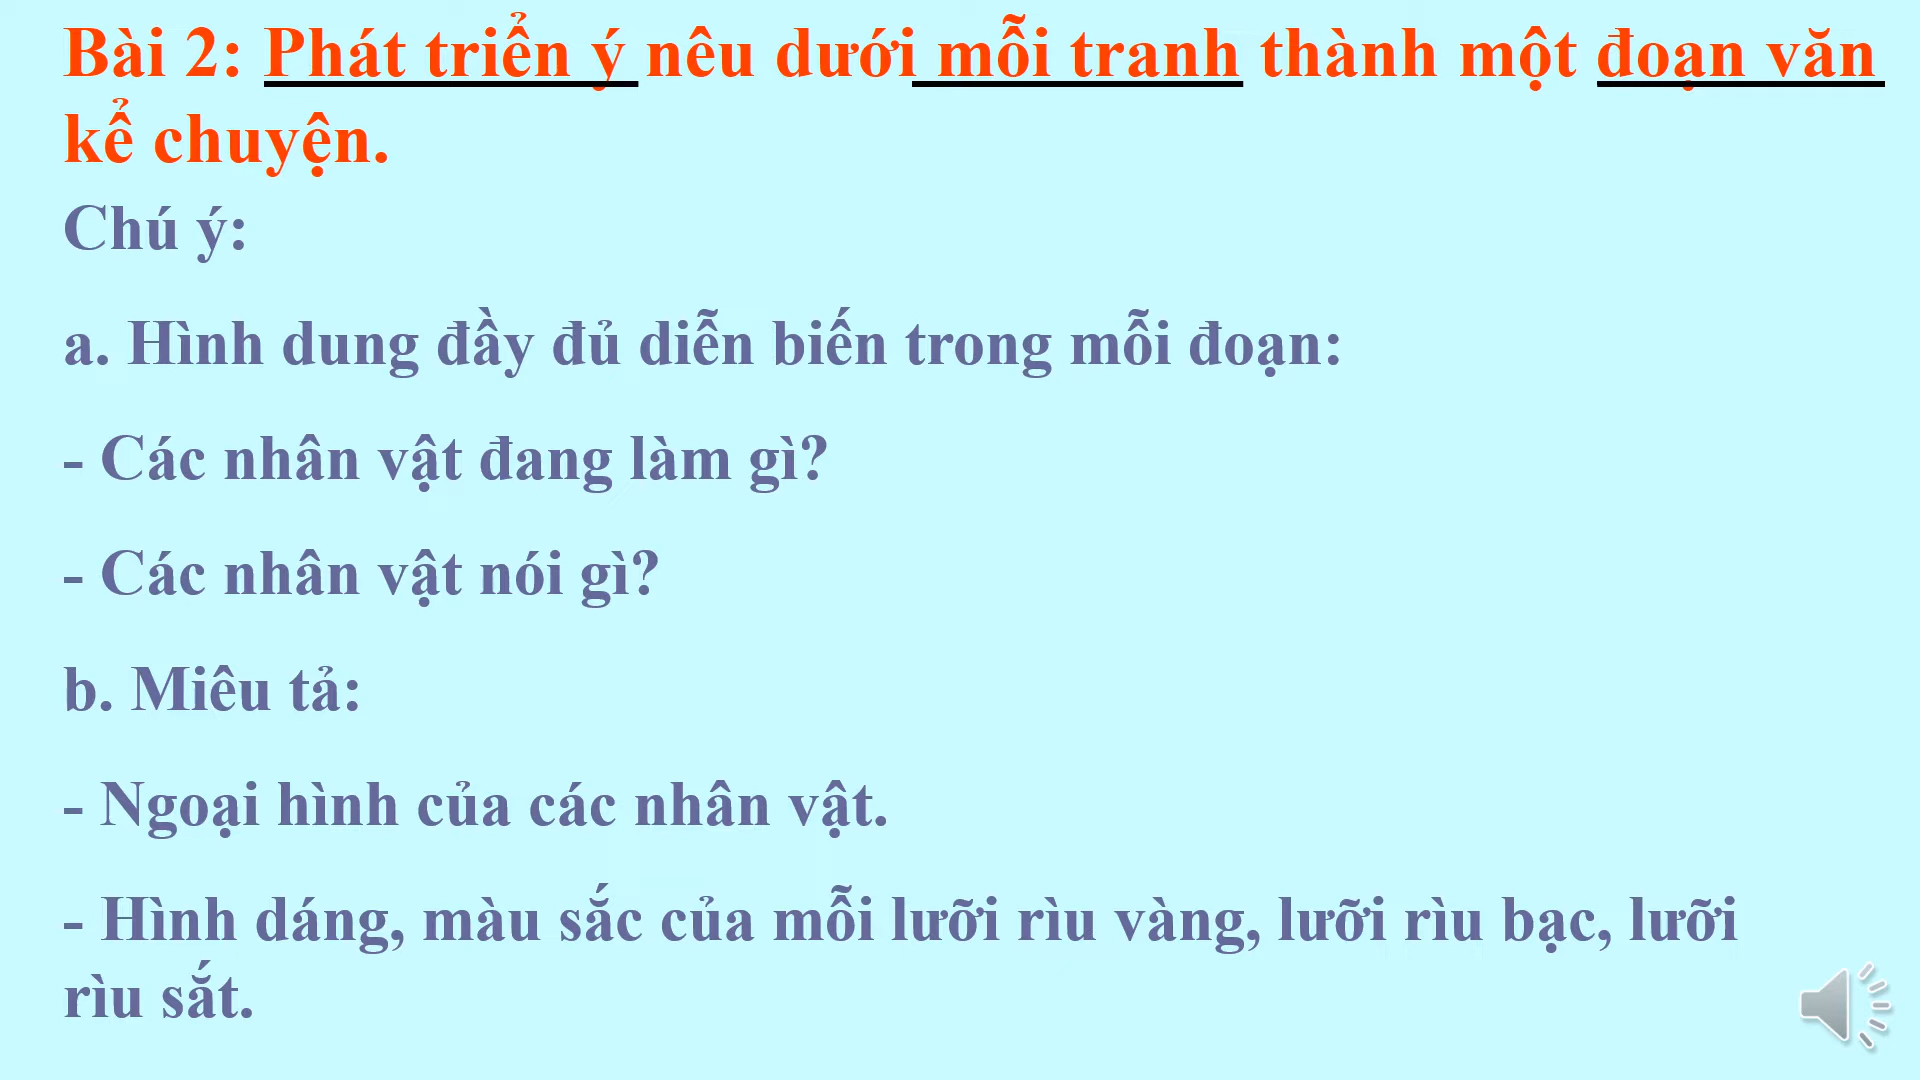 Bài 2: Phát triển ý nêu dưới mỗi tranh thành một đoạn văn
kể chuyện.
Chú ý:
a. Hình dung đầy đủ diễn biến trong mỗi đoạn:
- Các nhân vật đang làm gì?
- Các nhân vật nói gì?
b. Miêu tả:
- Ngoại hình của các nhân vật.
- Hình dáng, màu sắc của mỗi lưỡi rìu vàng, lưỡi rìu bạc, lưỡi
rìu sắt.